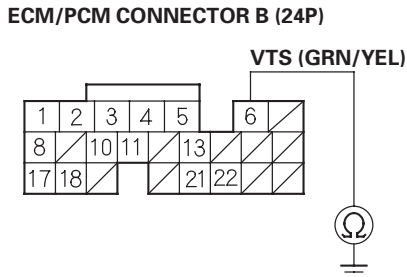 ECM/PCM CONNECTOR B (24P)
VTS (GRN/YEL)
1 2 3 4 5 6
8 10 11 13
17 18 21 22
Ω